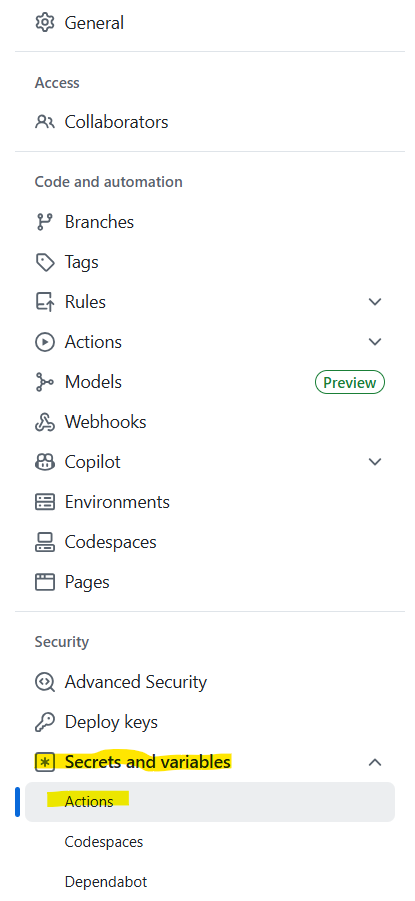 General
Access
Collaborators
Code and automation
Branches
Tags
Rules
Actions
Models Preview
Webhooks
Copilot
Environments
Codespaces
Pages
Security
Advanced Security
Deploy keys
Secrets and variables
Actions
Codespaces
Dependabot